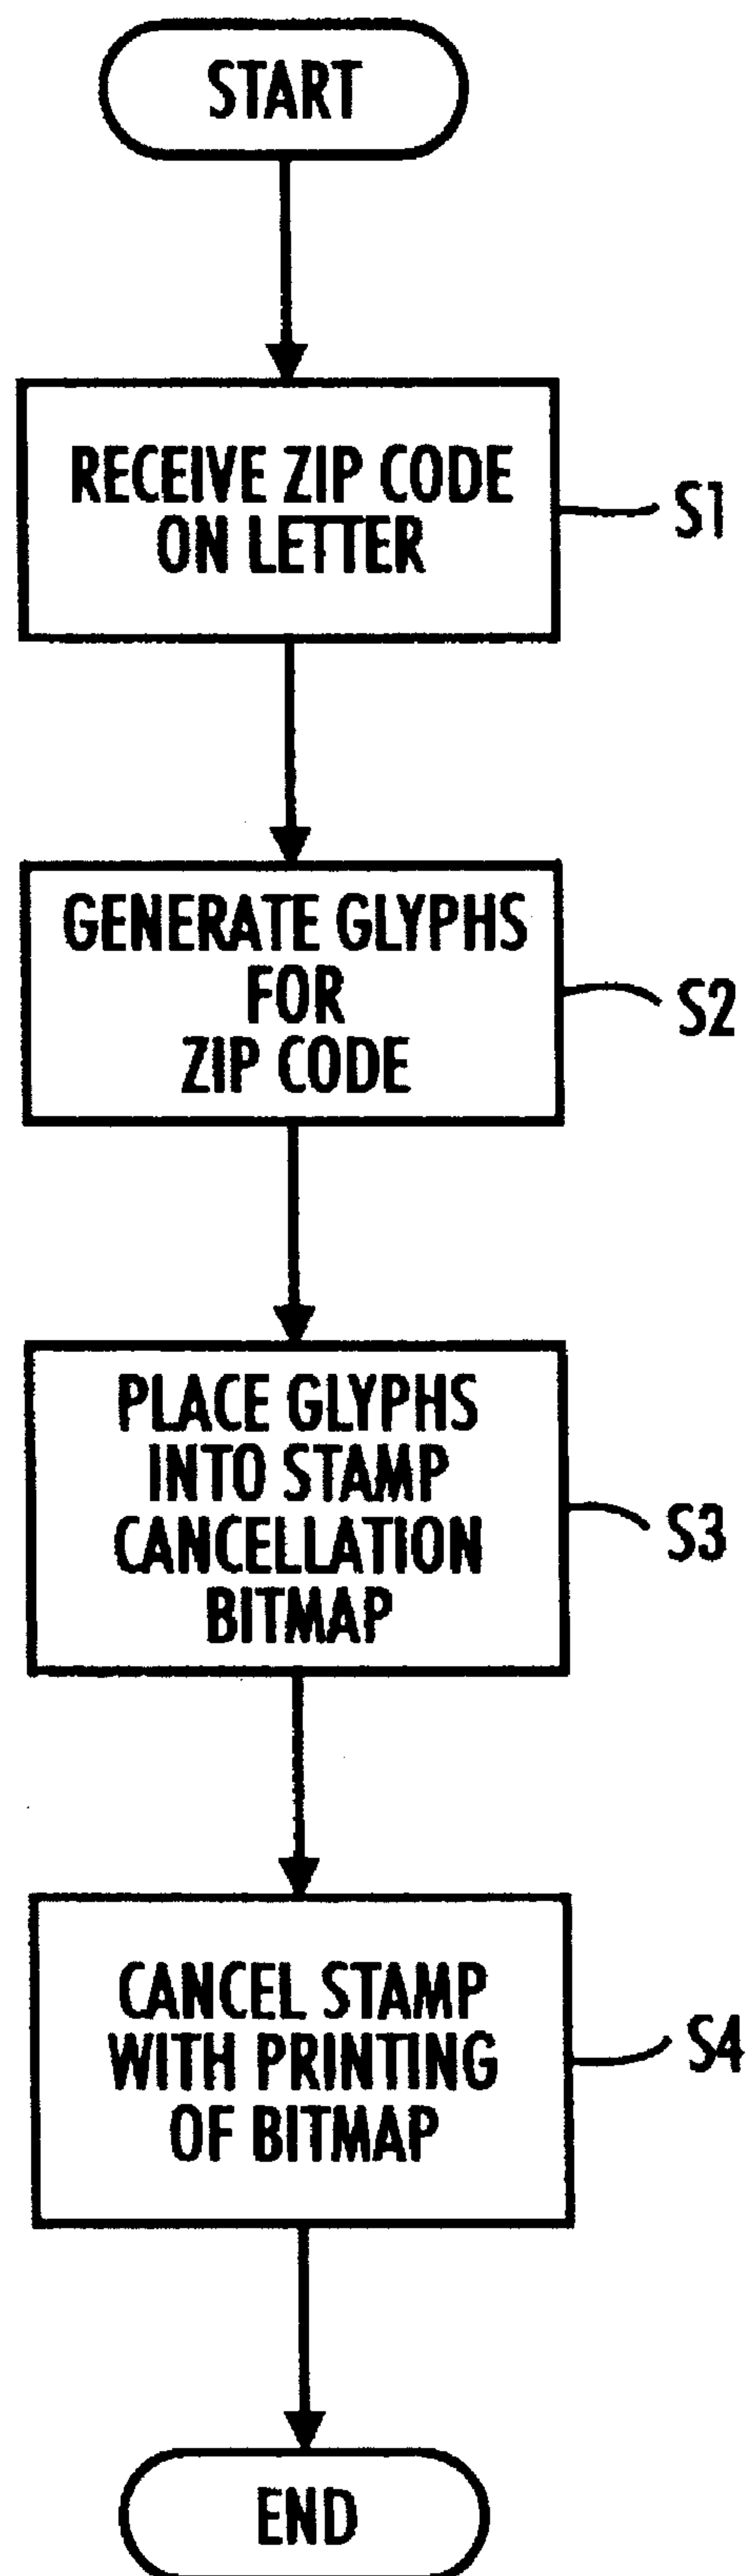 START
RECEIVE ZIP CODE
ON LETTER
S1
GENERATE GLYPHS
FOR
ZIP CODE
S2
PLACE GLYPHS
INTO STAMP
CANCELLATION
BITMAP
S3
CANCEL STAMP
WITH PRINTING
OF BITMAP
S4
END